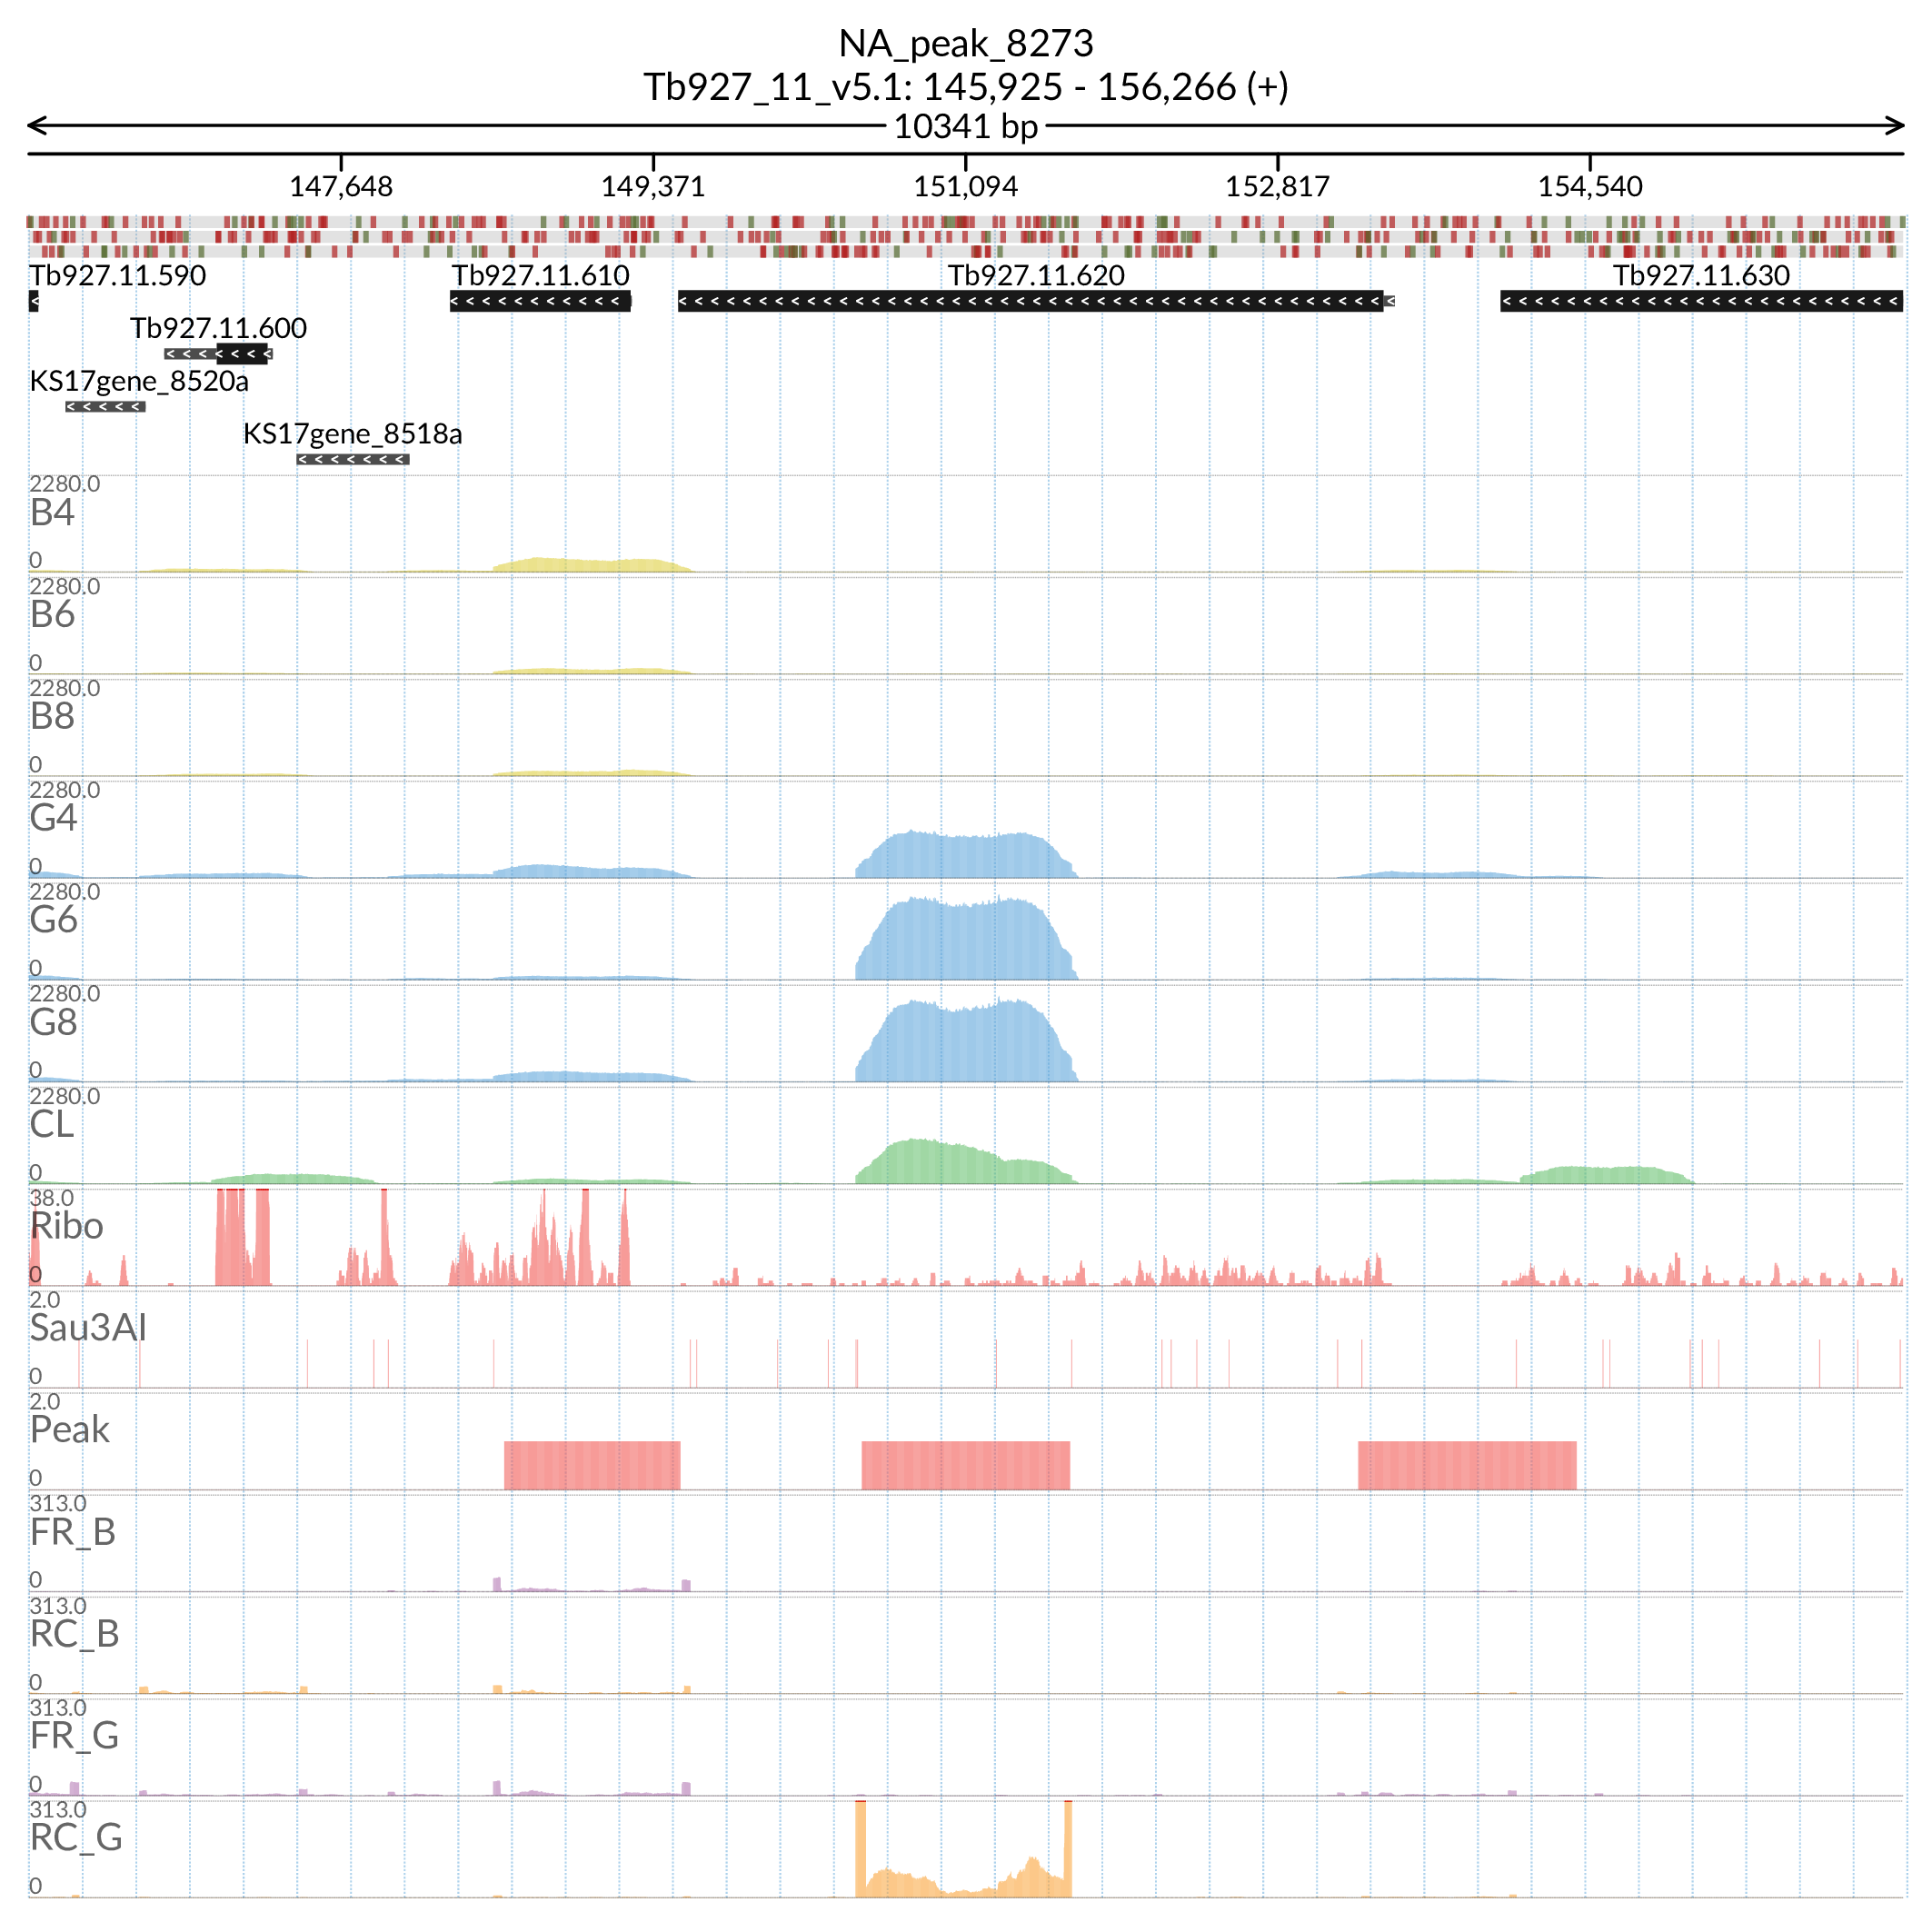 NA_peak_8273
Tb927_11_v5.1: 145,925 - 156,266 (+)
10341 bp
147,648 149,371 151,094 152,817 154,540
Tb927.11.590 Tb927.11.610 Tb927.11.620 Tb927.11.630
Tb927.11.600
KS17gene_8520a
KS17gene_8518a
2280.0
B4
0
2280.0
B6
0
2280.0
B8
0
2280.0
G4
0
2280.0
G6
0
2280.0
G8
0
2280.0
CL
0
38.0
Ribo
0
2.0
Sau3AI
0
2.0
Peak
0
313.0
FR_B
0
313.0
RC_B
0
313.0
FR_G
0
313.0
RC_G
0